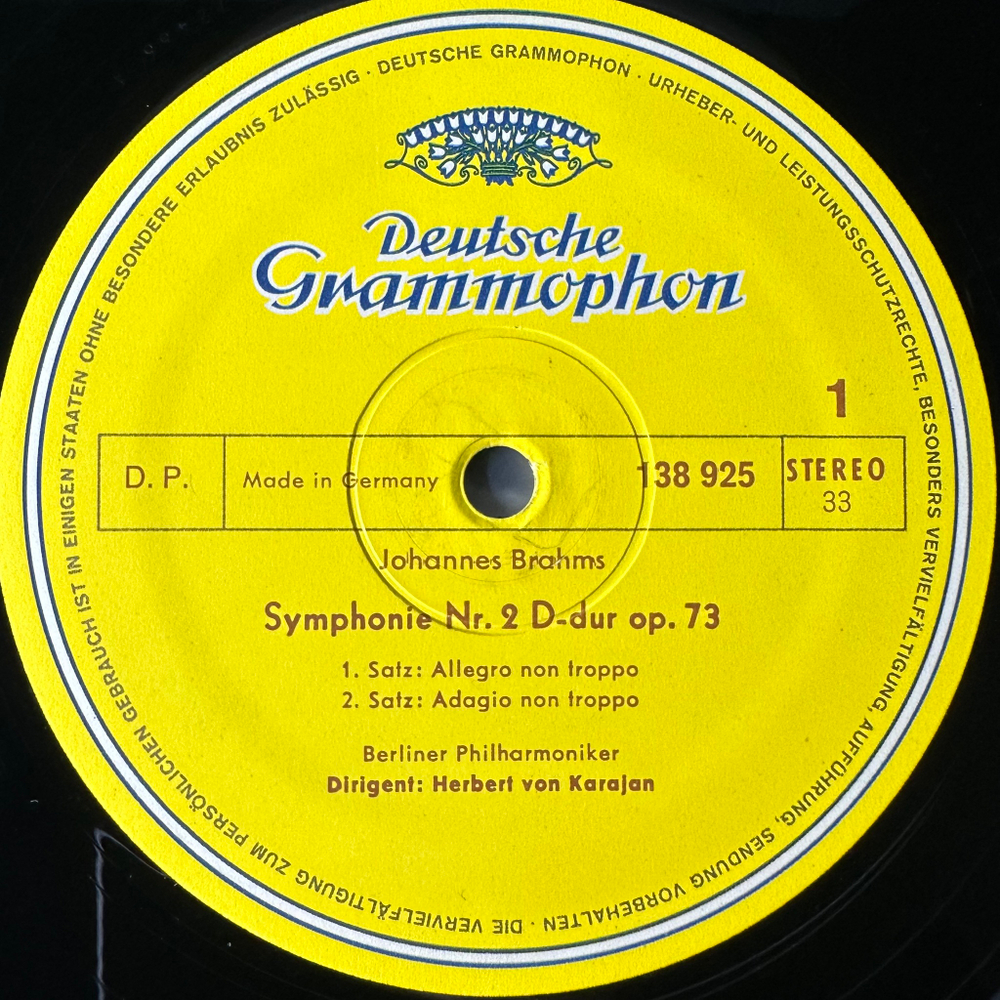 DEUTSCHE GRAMMOPHON · URHEBER- UND LEISTUNGSSCHUTZRECHTE, BESONDERS VERVIELFÄLTIGUNG, AUFFÜHRUNG, SENDUNG VORBEHALTEN · DIE VERVIELFÄLTIGUNG ZUM PERSÖNLICHEN GEBRAUCH IST IN EINIGEN STAATEN OHNE BESONDERE ERLAUBNIS ZULÄSSIG ·
Deutsche
Grammophon
1
D. P. Made in Germany 138 925 STEREO
33
Johannes Brahms
Symphonie Nr. 2 D-dur op. 73
1. Satz: Allegro non troppo
2. Satz: Adagio non troppo
Berliner Philharmoniker
Dirigent: Herbert von Karajan